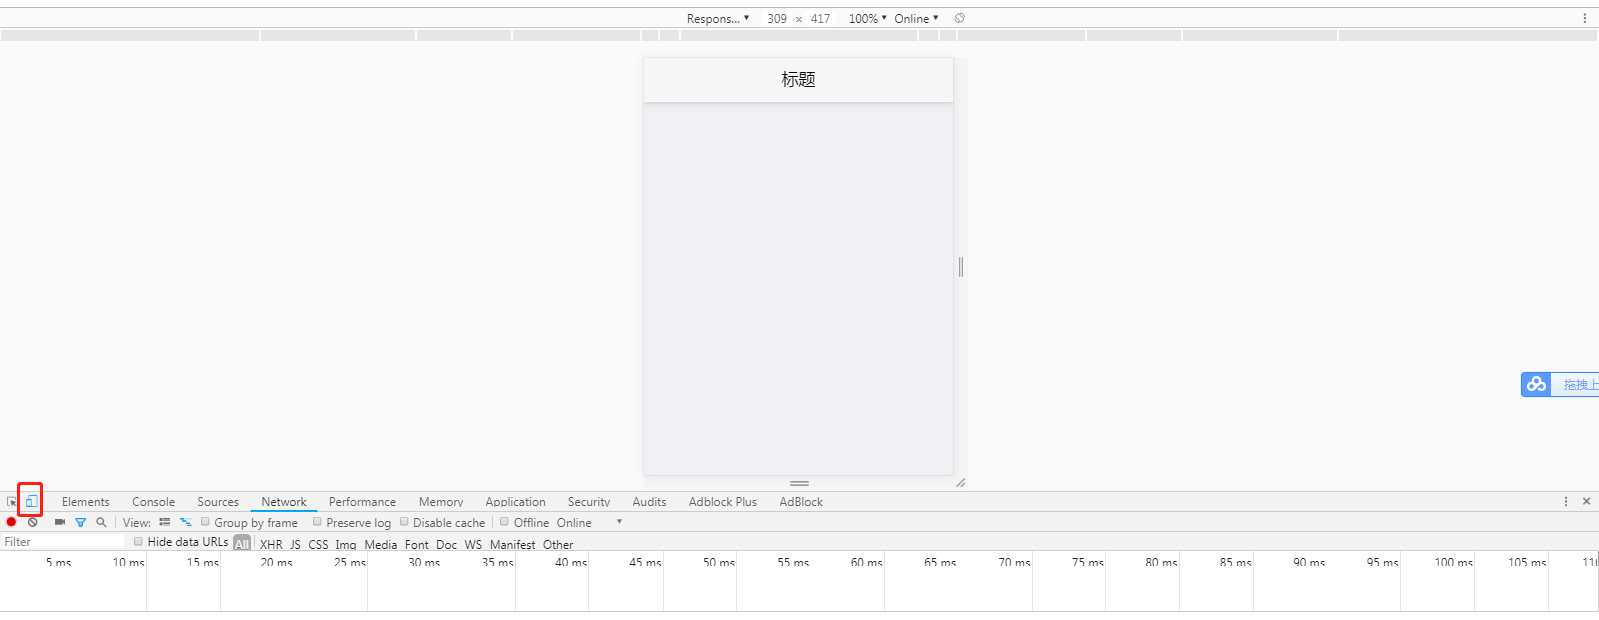 Respons... ▼ 309 × 417 100% ▼ Online ▼
标题
拖拽上
Elements Console Sources Network Performance Memory Application Security Audits Adblock Plus AdBlock
View: Group by frame Preserve log Disable cache Offline Online ▼
Filter Hide data URLs All XHR JS CSS Img Media Font Doc WS Manifest Other
5 ms 10 ms 15 ms 20 ms 25 ms 30 ms 35 ms 40 ms 45 ms 50 ms 55 ms 60 ms 65 ms 70 ms 75 ms 80 ms 85 ms 90 ms 95 ms 100 ms 105 ms